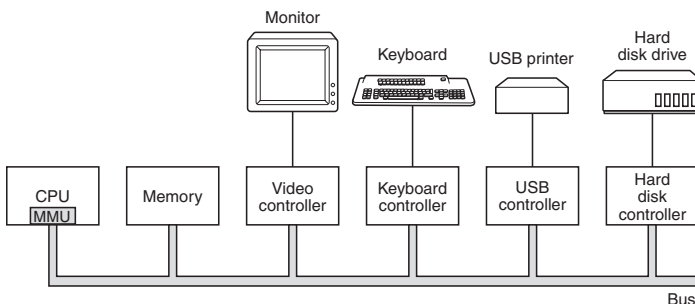 Monitor
Keyboard
USB printer
Hard
disk drive
CPU
MMU
Memory
Video
controller
Keyboard
controller
USB
controller
Hard
disk
controller
Bus